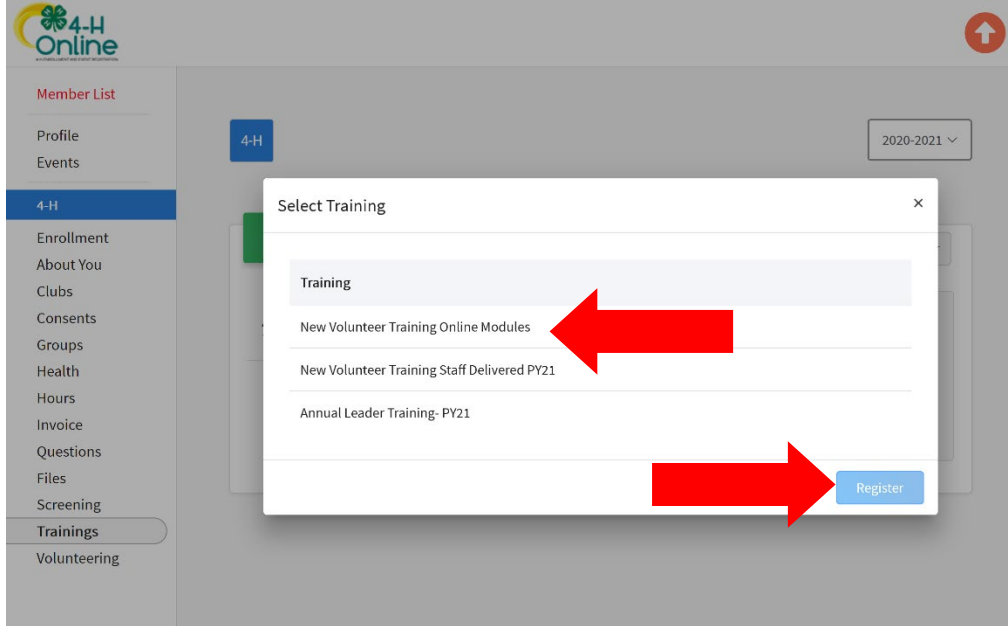 4-H
Online
Member List
Profile
Events
4-H
Enrollment
About You
Clubs
Consents
Groups
Health
Hours
Invoice
Questions
Files
Screening
Trainings
Volunteering
4-H
2020-2021
Select Training
×
Training
New Volunteer Training Online Modules
New Volunteer Training Staff Delivered PY21
Annual Leader Training- PY21
Register